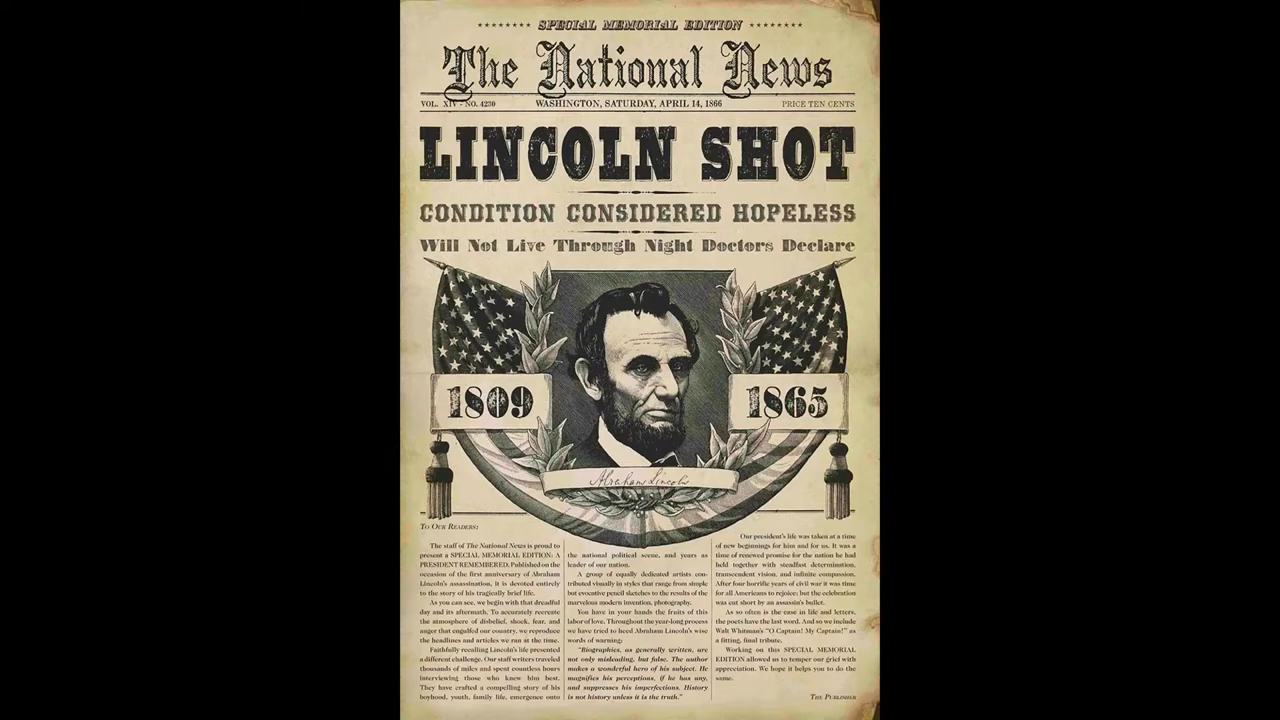 SPECIAL MEMORIAL EDITION
The National News
VOL. XIV - NO. 4230 WASHINGTON, SATURDAY, APRIL 14, 1866 PRICE TEN CENTS
LINCOLN SHOT
CONDITION CONSIDERED HOPELESS
Will Not Live Through Night Doctors Declare
1809
1865
Abraham Lincoln
TO OUR READERS:
The staff of The National News is proud to
present a SPECIAL MEMORIAL EDITION: A
PRESIDENT REMEMBERED. Published on the
occasion of the first anniversary of Abraham
Lincoln's assassination, it is devoted entirely
to the story of his tragically brief life.
As you can see, we begin with that dreadful
day and its aftermath. To accurately recreate
the atmosphere of disbelief, shock, fear, and
anger that engulfed our country, we reproduce
the headlines and articles we ran at the time.
Faithfully recalling Lincoln's life presented
a different challenge. Our staff writers traveled
thousands of miles and spent countless hours
interviewing those who knew him best.
They have crafted a compelling story of his
boyhood, youth, family life, emergence onto
the national political scene, and years as
leader of our nation.
A group of equally dedicated artists con-
tributed visually in styles that range from simple
but evocative pencil sketches to the results of the
marvelous modern invention, photography.
You have in your hands the fruits of this
labor of love. Throughout the year-long process
we have tried to heed Abraham Lincoln's wise
words of warning:
"Biographies, as generally written, are
not only misleading, but false. The author
makes a wonderful hero of his subject. He
magnifies his perceptions, if he has any,
and suppresses his imperfections. History
is not history unless it is the truth."
Our president's life was taken at a time
of new beginnings for him and for us. It was a
time of renewed promise for the nation he had
held together with steadfast determination,
transcendent vision, and infinite compassion.
After four horrific years of civil war it was time
for all Americans to rejoice; but the celebration
was cut short by an assassin's bullet.
As so often is the case in life and letters,
the poets have the last word. And so we include
Walt Whitman's "O Captain! My Captain!" as
a fitting, final tribute.
Working on this SPECIAL MEMORIAL
EDITION allowed us to temper our grief with
appreciation. We hope it helps you to do the
same.
THE PUBLISHER